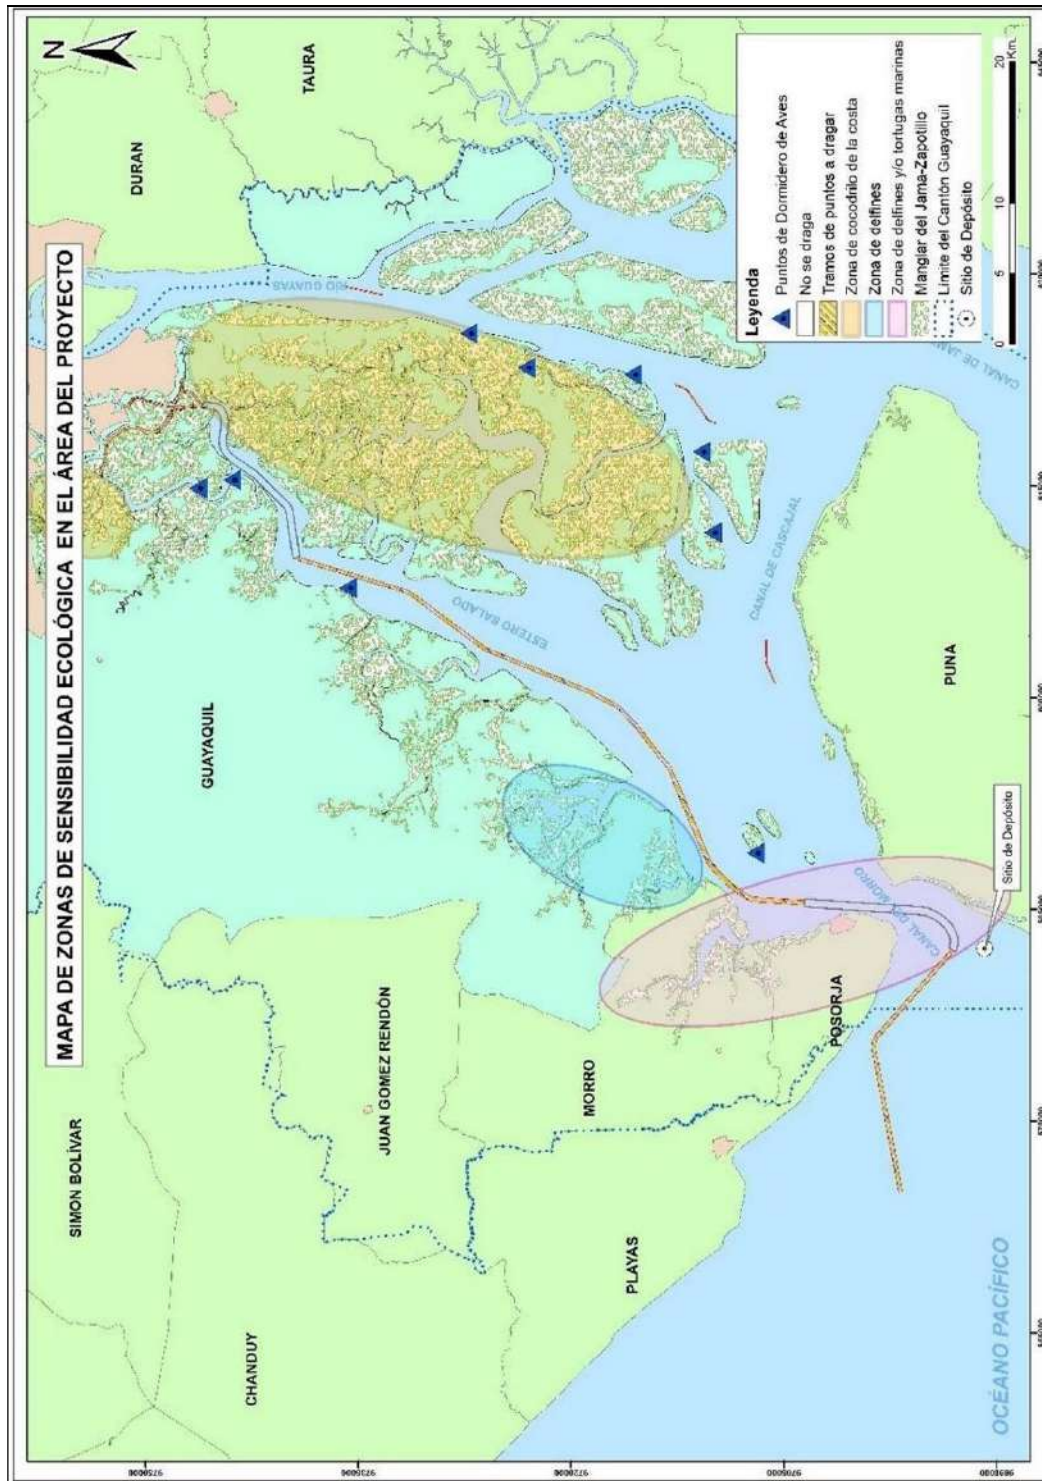 MAPA DE ZONAS DE SENSIBILIDAD ECOLÓGICA EN EL ÁREA DEL PROYECTO
N
SIMON BOLÍVAR
CHANDUY
JUAN GOMEZ RENDÓN
PLAYAS
MORRO
POSORJA
GUAYAQUIL
DURAN
TAURA
PUNA
RÍO GUAYAS
ESTERO SALADO
CANAL DE CASCAJAL
CANAL DEL MORRO
CANAL DE JAM
OCÉANO PACÍFICO
Sitio de Depósito
Leyenda
Puntos de Dormidero de Aves
No se draga
Tramos de puntos a dragar
Zona de cocodrilo de la costa
Zona de delfines
Zona de delfines y/o tortugas marinas
Manglar del Jama-Zapotillo
Limite del Cantón Guayaquil
Sitio de Depósito
0 5 10 20
Km.